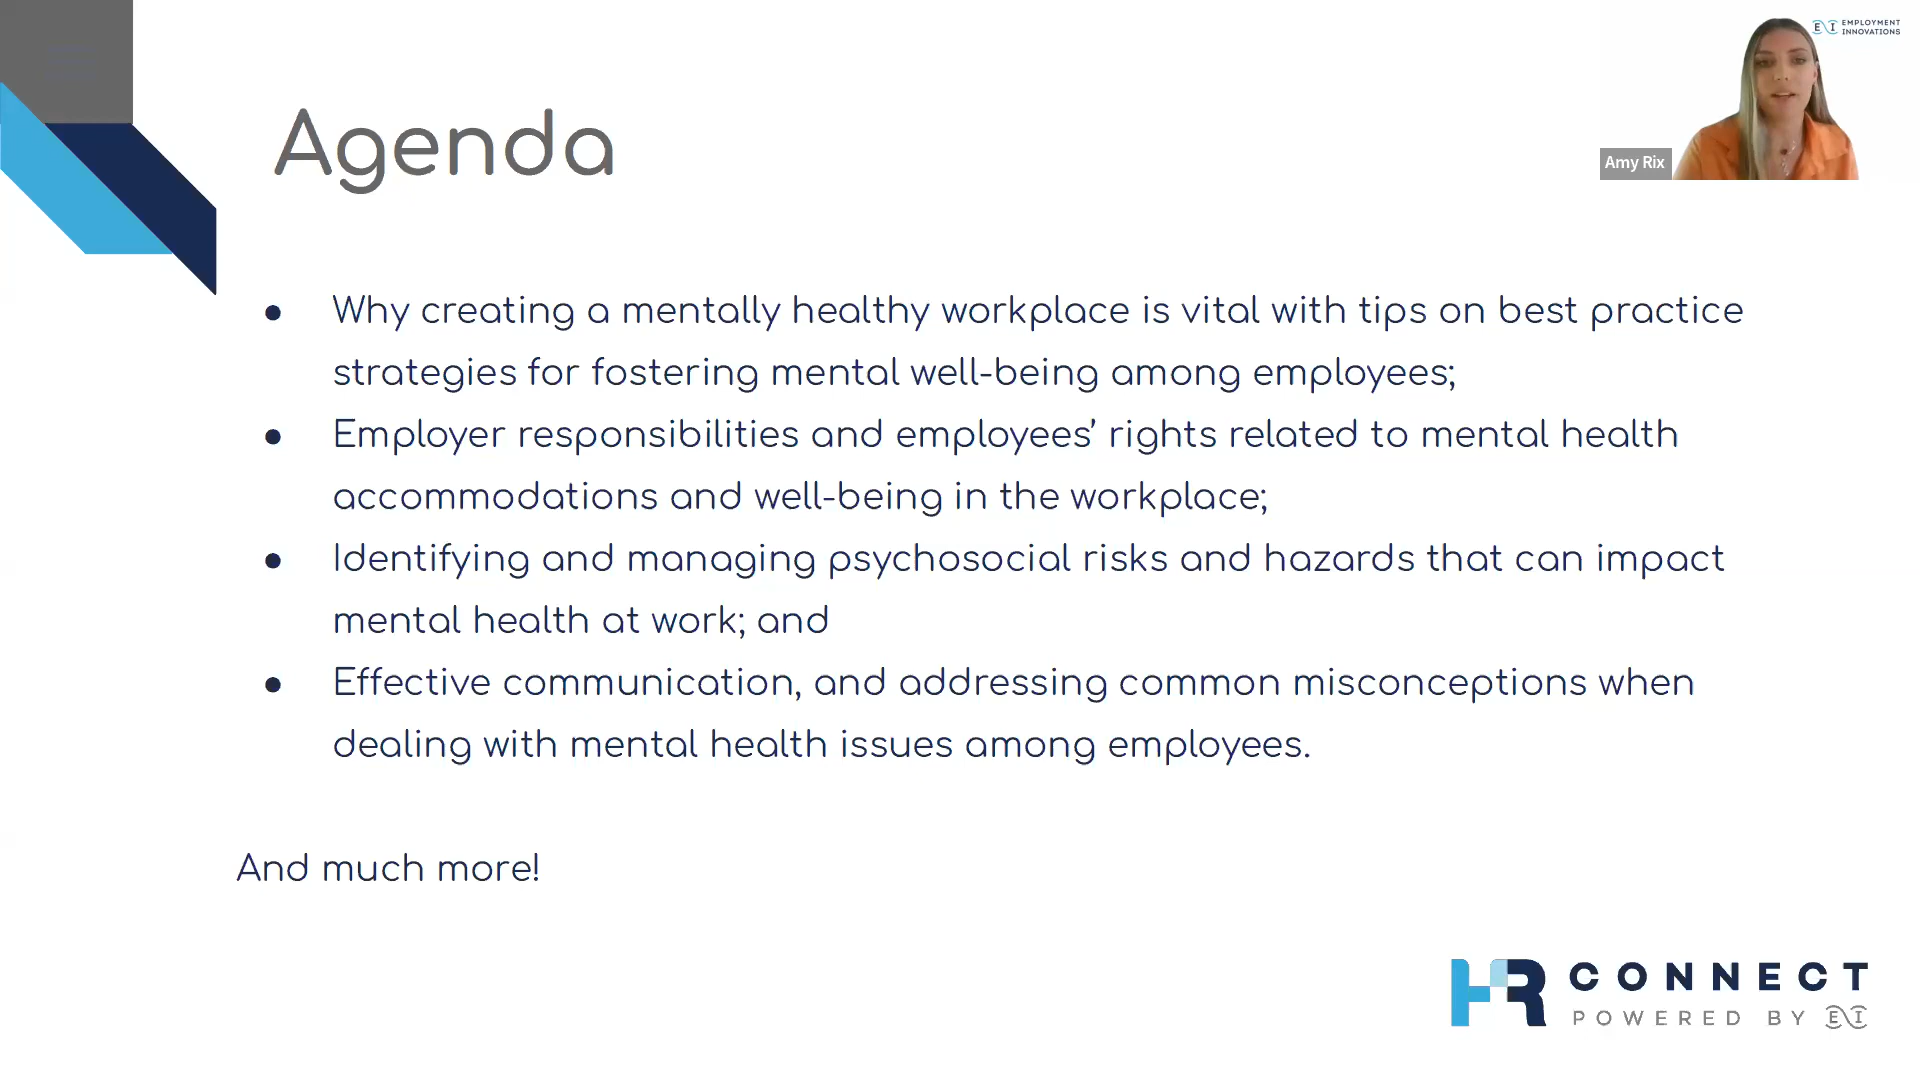 EMPLOYMENT
INNOVATIONS
EI
Amy Rix
Agenda
● Why creating a mentally healthy workplace is vital with tips on best practice
strategies for fostering mental well-being among employees;
● Employer responsibilities and employees’ rights related to mental health
accommodations and well-being in the workplace;
● Identifying and managing psychosocial risks and hazards that can impact
mental health at work; and
● Effective communication, and addressing common misconceptions when
dealing with mental health issues among employees.
And much more!
HR CONNECT
POWERED BY EI